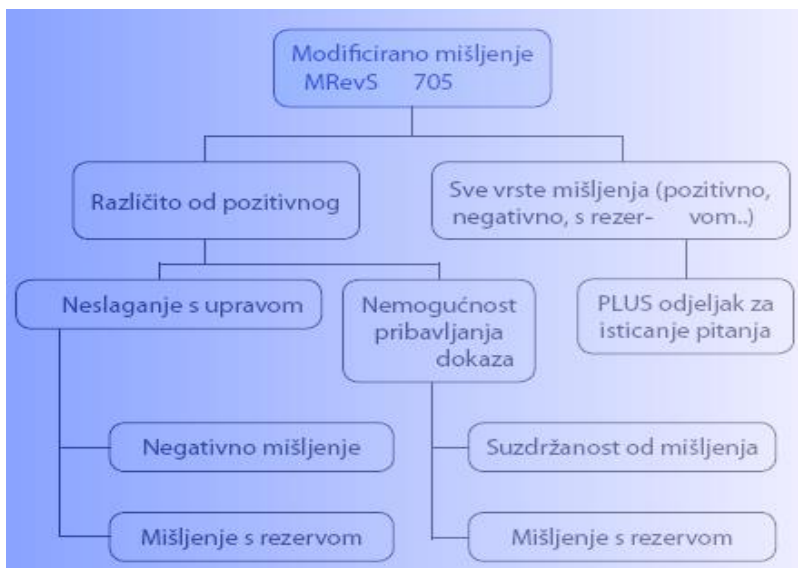 Modificirano mišljenje
MRevS 705
Različito od pozitivnog
Sve vrste mišljenja (pozitivno,
negativno, s rezer- vom..)
Neslaganje s upravom
Nemogućnost
pribavljanja
dokaza
PLUS odjeljak za
isticanje pitanja
Negativno mišljenje
Suzdržanost od mišljenja
Mišljenje s rezervom
Mišljenje s rezervom